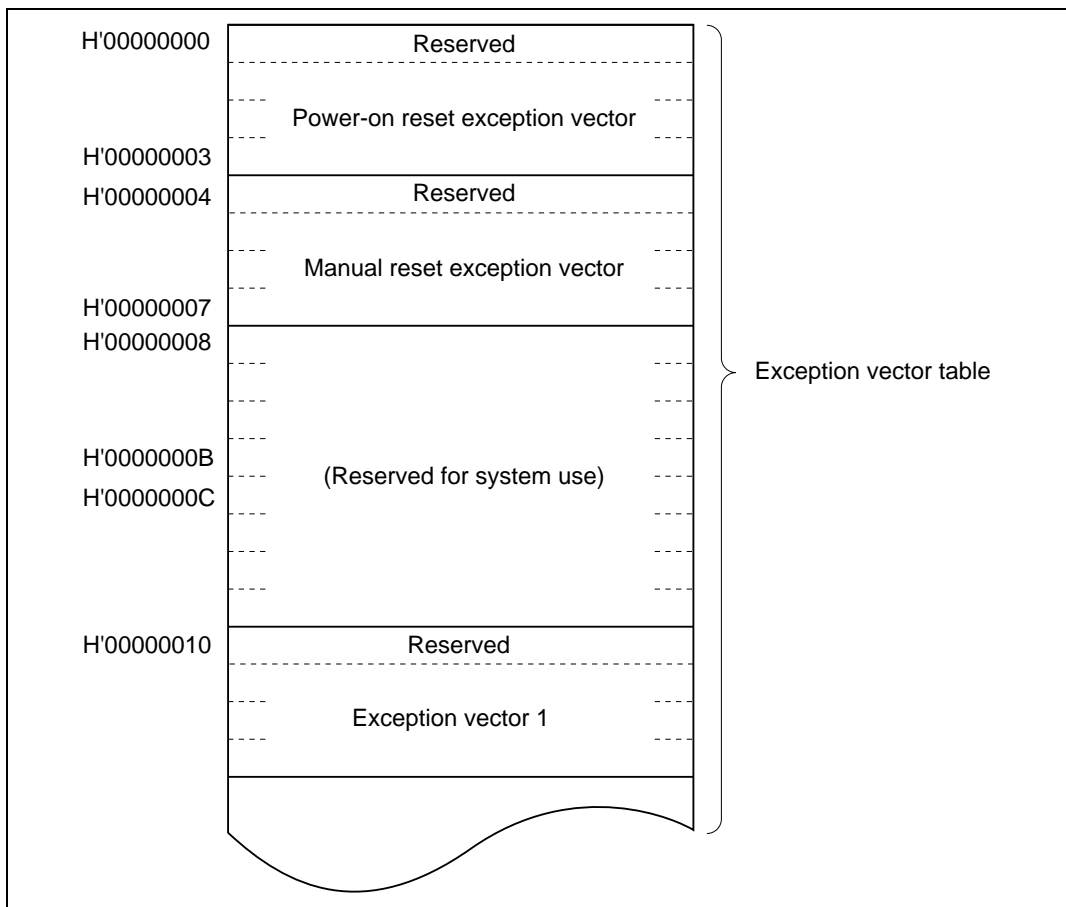 H'00000000
Reserved
Power-on reset exception vector
H'00000003
H'00000004
Reserved
Manual reset exception vector
H'00000007
H'00000008
Exception vector table
H'0000000B
(Reserved for system use)
H'0000000C
H'00000010
Reserved
Exception vector 1